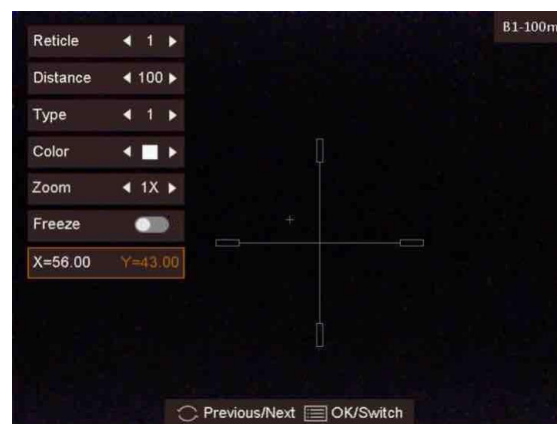 B1-100m
Reticle 1
Distance 100
Type 1
Color
Zoom 1X
Freeze
X=56.00 Y=43.00
Previous/Next OK/Switch